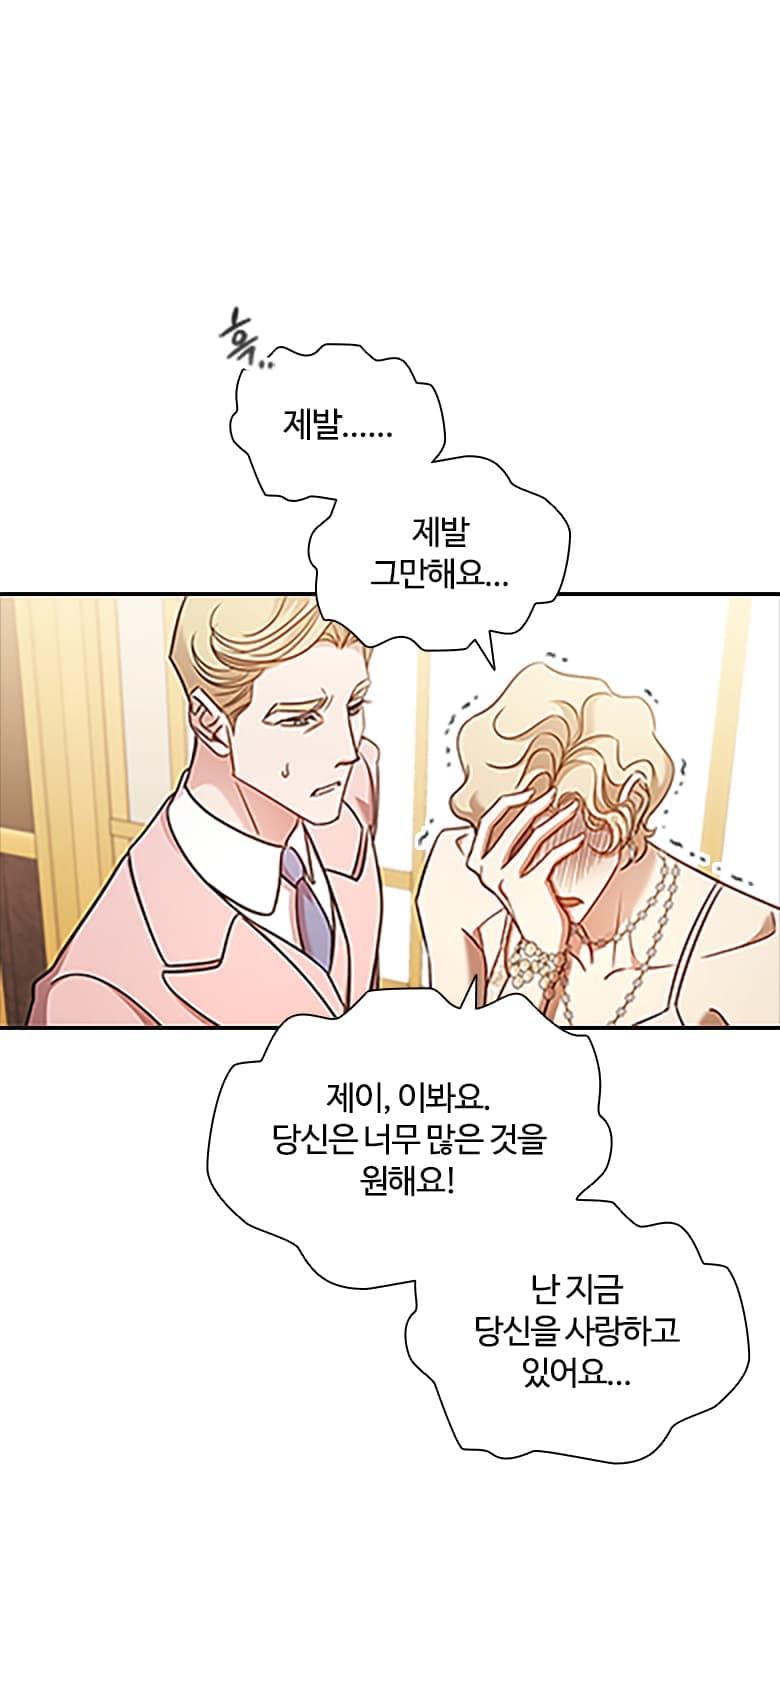 흑..
제발......
제발
그만해요...
제이, 이봐요.
당신은 너무 많은 것을
원해요!
난 지금
당신을 사랑하고
있어요...